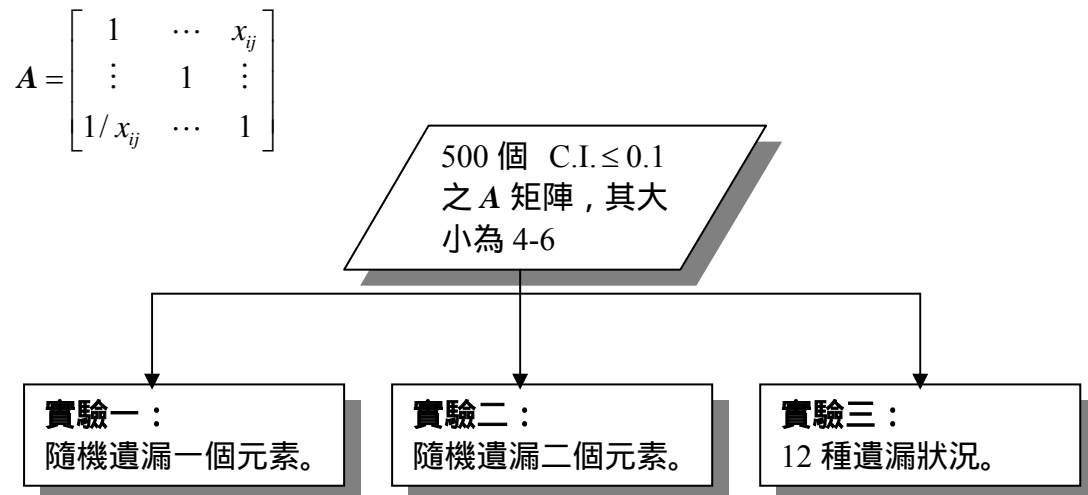 A = [ 1 ⋯ x_ij
⋮ 1 ⋮
1/ x_ij ⋯ 1 ]
500 個 C.I. ≤ 0.1
之 A 矩陣，其大
小為 4-6
實驗一：
隨機遺漏一個元素。
實驗二：
隨機遺漏二個元素。
實驗三：
12 種遺漏狀況。